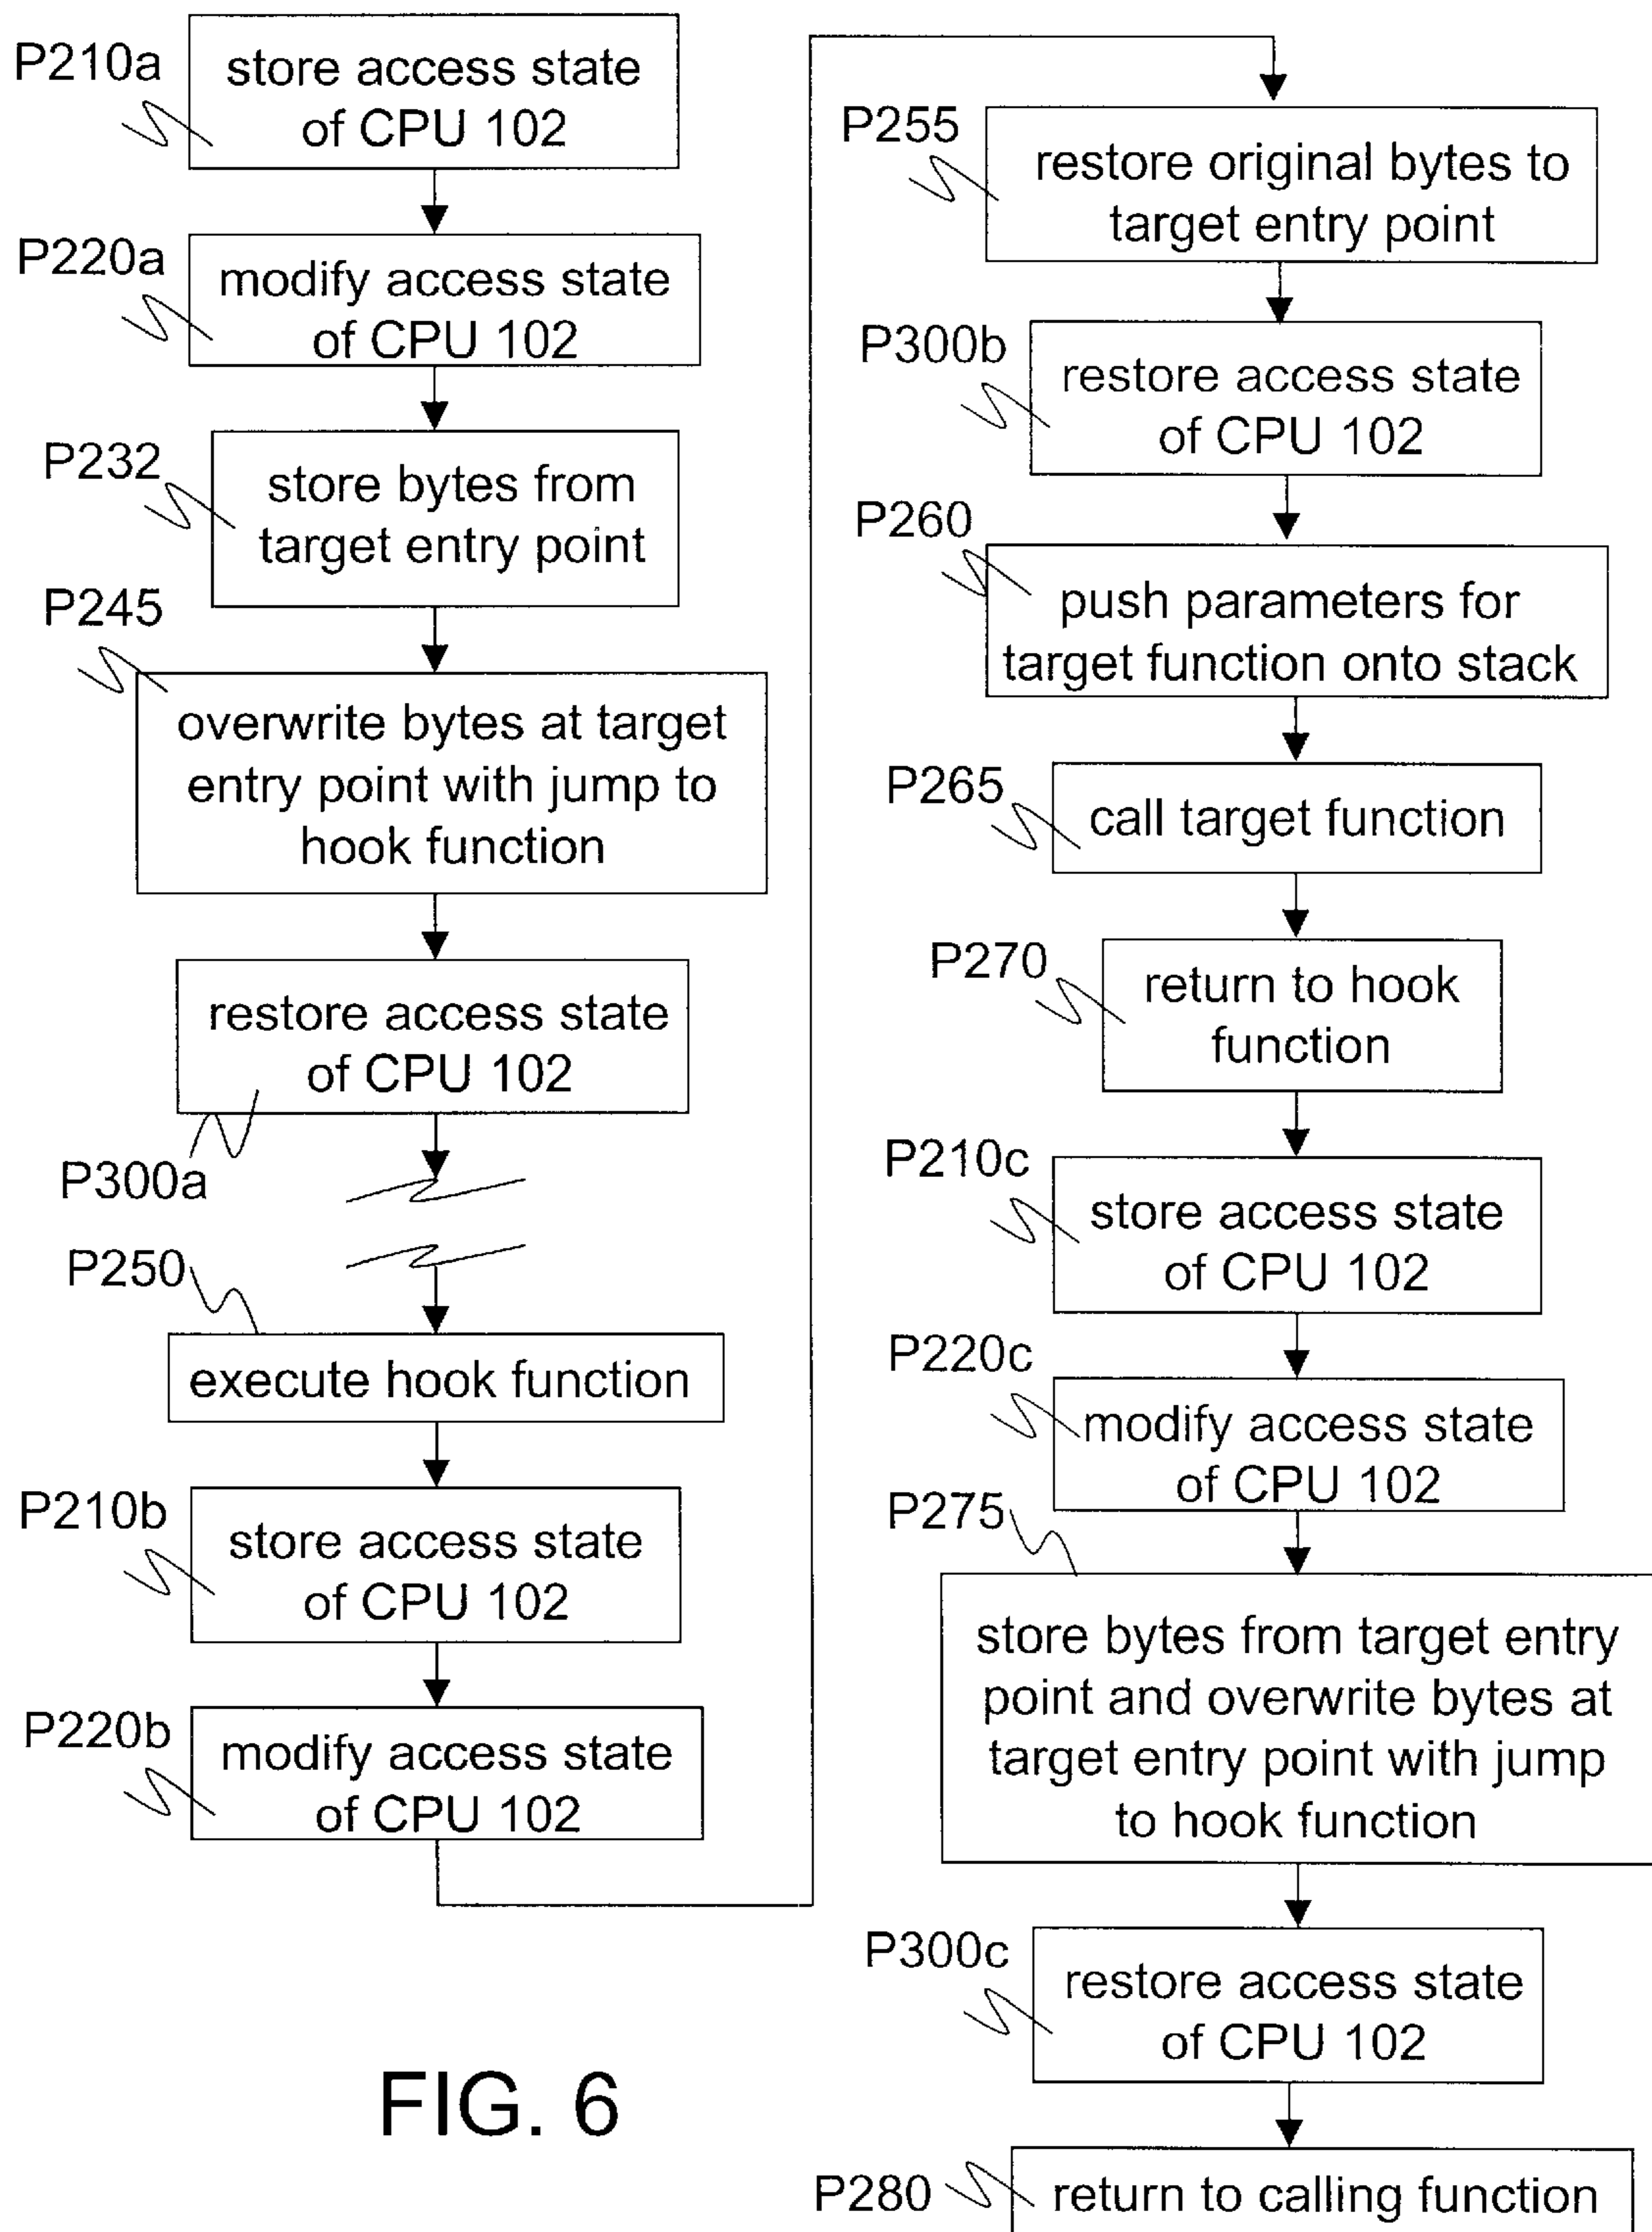 P210a
store access state
of CPU 102
P220a
modify access state
of CPU 102
P232
store bytes from
target entry point
P245
overwrite bytes at target
entry point with jump to
hook function
restore access state
of CPU 102
P300a
P250
execute hook function
P210b
store access state
of CPU 102
P220b
modify access state
of CPU 102
P255
restore original bytes to
target entry point
P300b
restore access state
of CPU 102
P260
push parameters for
target function onto stack
P265
call target function
P270
return to hook
function
P210c
store access state
of CPU 102
P220c
modify access state
of CPU 102
P275
store bytes from target entry
point and overwrite bytes at
target entry point with jump
to hook function
P300c
restore access state
of CPU 102
P280
return to calling function
FIG. 6